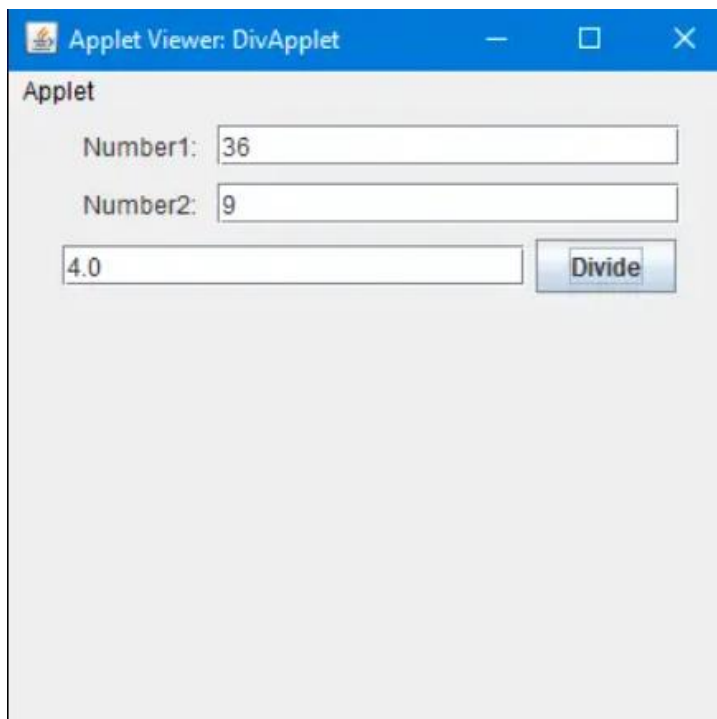 Applet Viewer: DivApplet
Applet
Number1: 36
Number2: 9
4.0 Divide